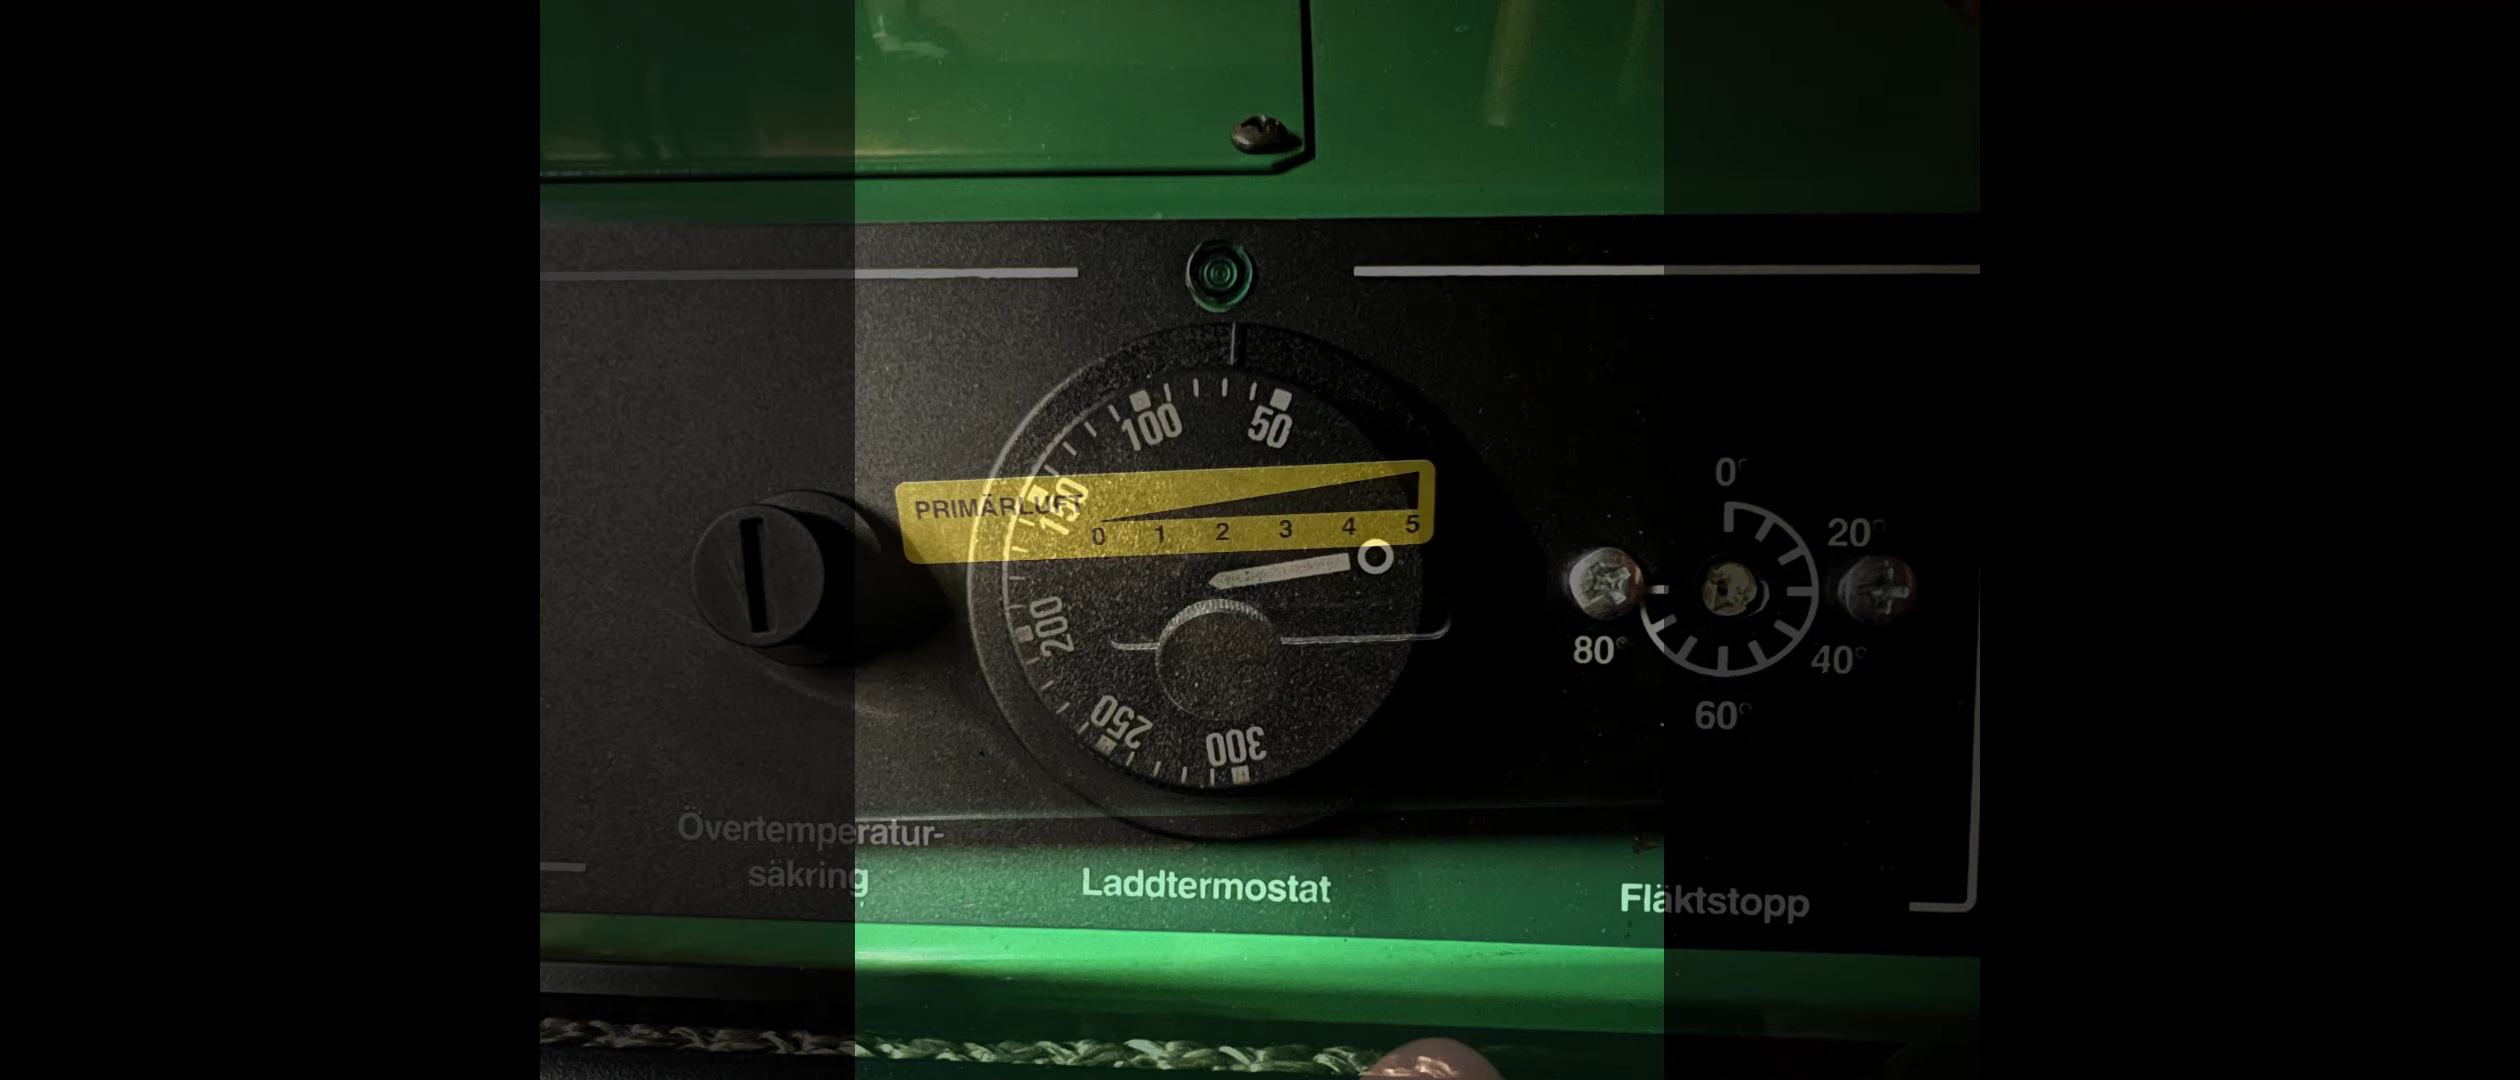 100
50
150
PRIMÄRLUFT
0 1 2 3 4 5
200
250
300
0°
20°
40°
60°
80°
Övertemperatur-
säkring
Laddtermostat
Fläktstopp